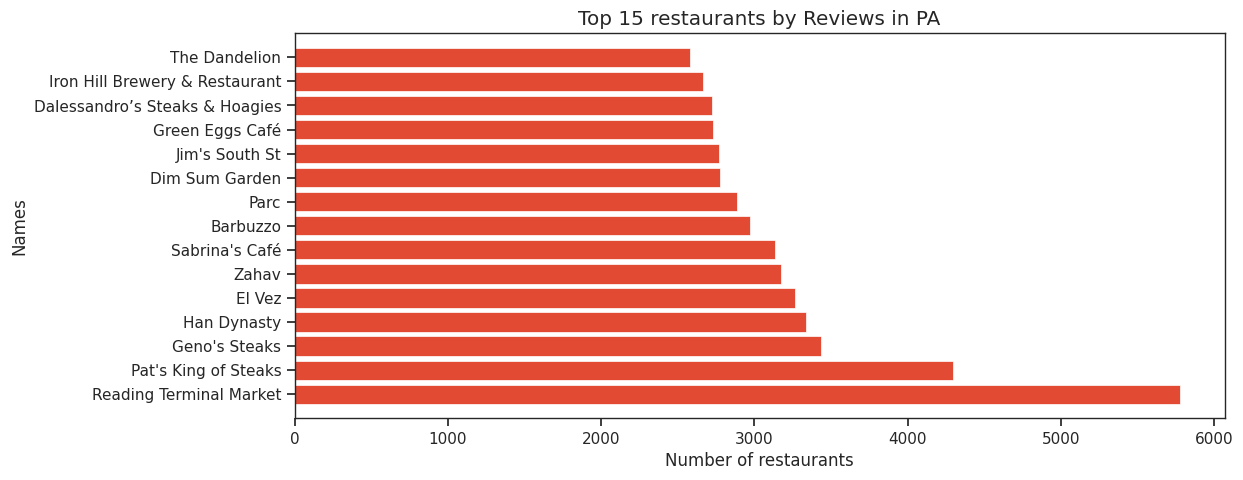 Top 15 restaurants by Reviews in PA
The Dandelion
Iron Hill Brewery & Restaurant
Dalessandro’s Steaks & Hoagies
Green Eggs Café
Jim's South St
Dim Sum Garden
Parc
Barbuzzo
Sabrina's Café
Zahav
El Vez
Han Dynasty
Geno's Steaks
Pat's King of Steaks
Reading Terminal Market
Names
0 1000 2000 3000 4000 5000 6000
Number of restaurants